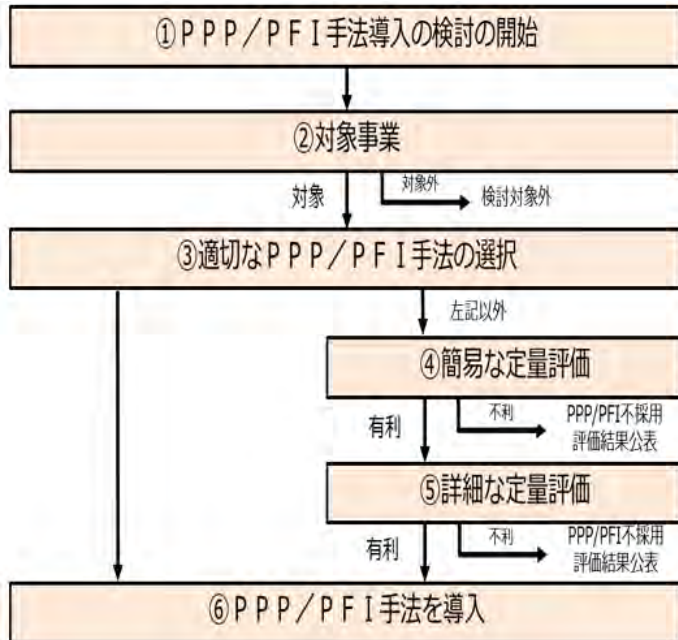 ①ＰＰＰ／ＰＦＩ手法導入の検討の開始
②対象事業
対象
対象外
検討対象外
③適切なＰＰＰ／ＰＦＩ手法の選択
左記以外
④簡易な定量評価
有利
不利
PPP/PFI不採用
評価結果公表
⑤詳細な定量評価
有利
不利
PPP/PFI不採用
評価結果公表
⑥ＰＰＰ／ＰＦＩ手法を導入